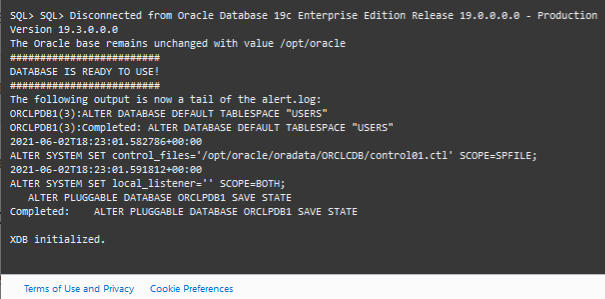 SQL> SQL> Disconnected from Oracle Database 19c Enterprise Edition Release 19.0.0.0.0 - Production
Version 19.3.0.0.0
The Oracle base remains unchanged with value /opt/oracle
#########################
DATABASE IS READY TO USE!
#########################
The following output is now a tail of the alert.log:
ORCLPDB1(3):ALTER DATABASE DEFAULT TABLESPACE "USERS"
ORCLPDB1(3):Completed: ALTER DATABASE DEFAULT TABLESPACE "USERS"
2021-06-02T18:23:01.582786+00:00
ALTER SYSTEM SET control_files='/opt/oracle/oradata/ORCLCDB/control01.ctl' SCOPE=SPFILE;
2021-06-02T18:23:01.591812+00:00
ALTER SYSTEM SET local_listener='' SCOPE=BOTH;
   ALTER PLUGGABLE DATABASE ORCLPDB1 SAVE STATE
Completed:    ALTER PLUGGABLE DATABASE ORCLPDB1 SAVE STATE
XDB initialized.
Terms of Use and Privacy Cookie Preferences